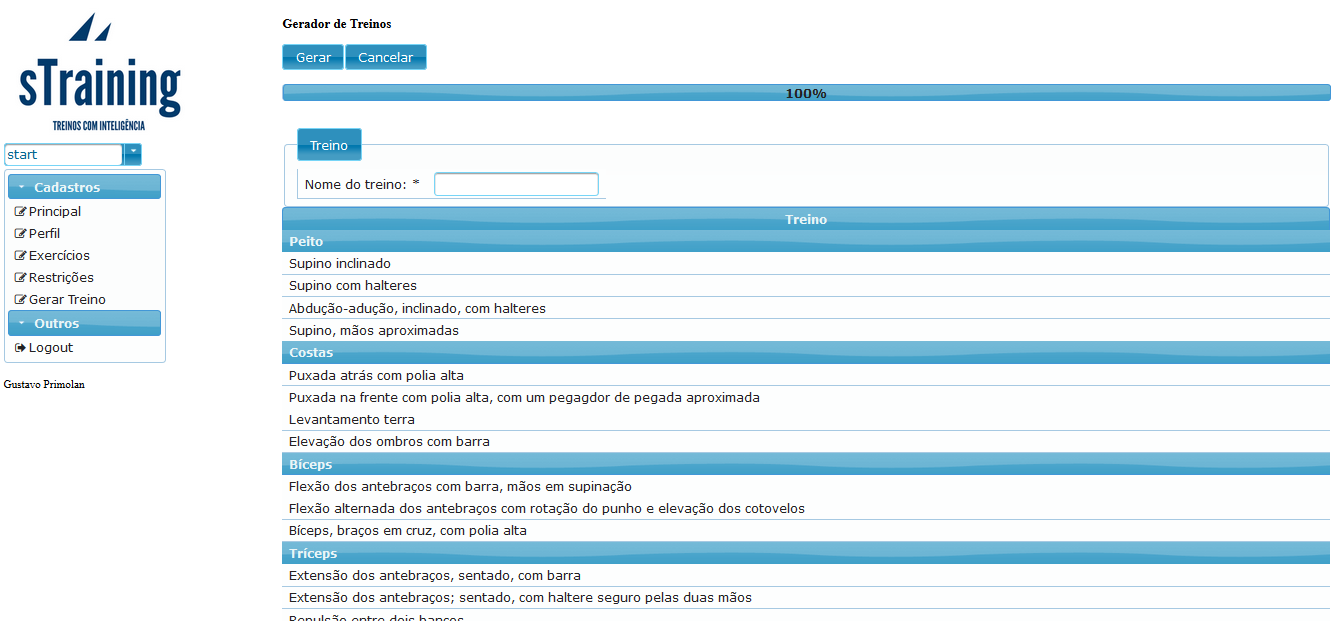 sTraining
TREINOS COM INTELIGÊNCIA
start
Cadastros
Principal
Perfil
Exercícios
Restrições
Gerar Treino
Outros
Logout
Gustavo Primolan
Gerador de Treinos
Gerar Cancelar
100%
Treino
Nome do treino: *
Treino
Peito
Supino inclinado
Supino com halteres
Abdução-adução, inclinado, com halteres
Supino, mãos aproximadas
Costas
Puxada atrás com polia alta
Puxada na frente com polia alta, com um pegagdor de pegada aproximada
Levantamento terra
Elevação dos ombros com barra
Bíceps
Flexão dos antebraços com barra, mãos em supinação
Flexão alternada dos antebraços com rotação do punho e elevação dos cotovelos
Bíceps, braços em cruz, com polia alta
Tríceps
Extensão dos antebraços, sentado, com barra
Extensão dos antebraços; sentado, com haltere seguro pelas duas mãos
Repulsão entre dois bancos